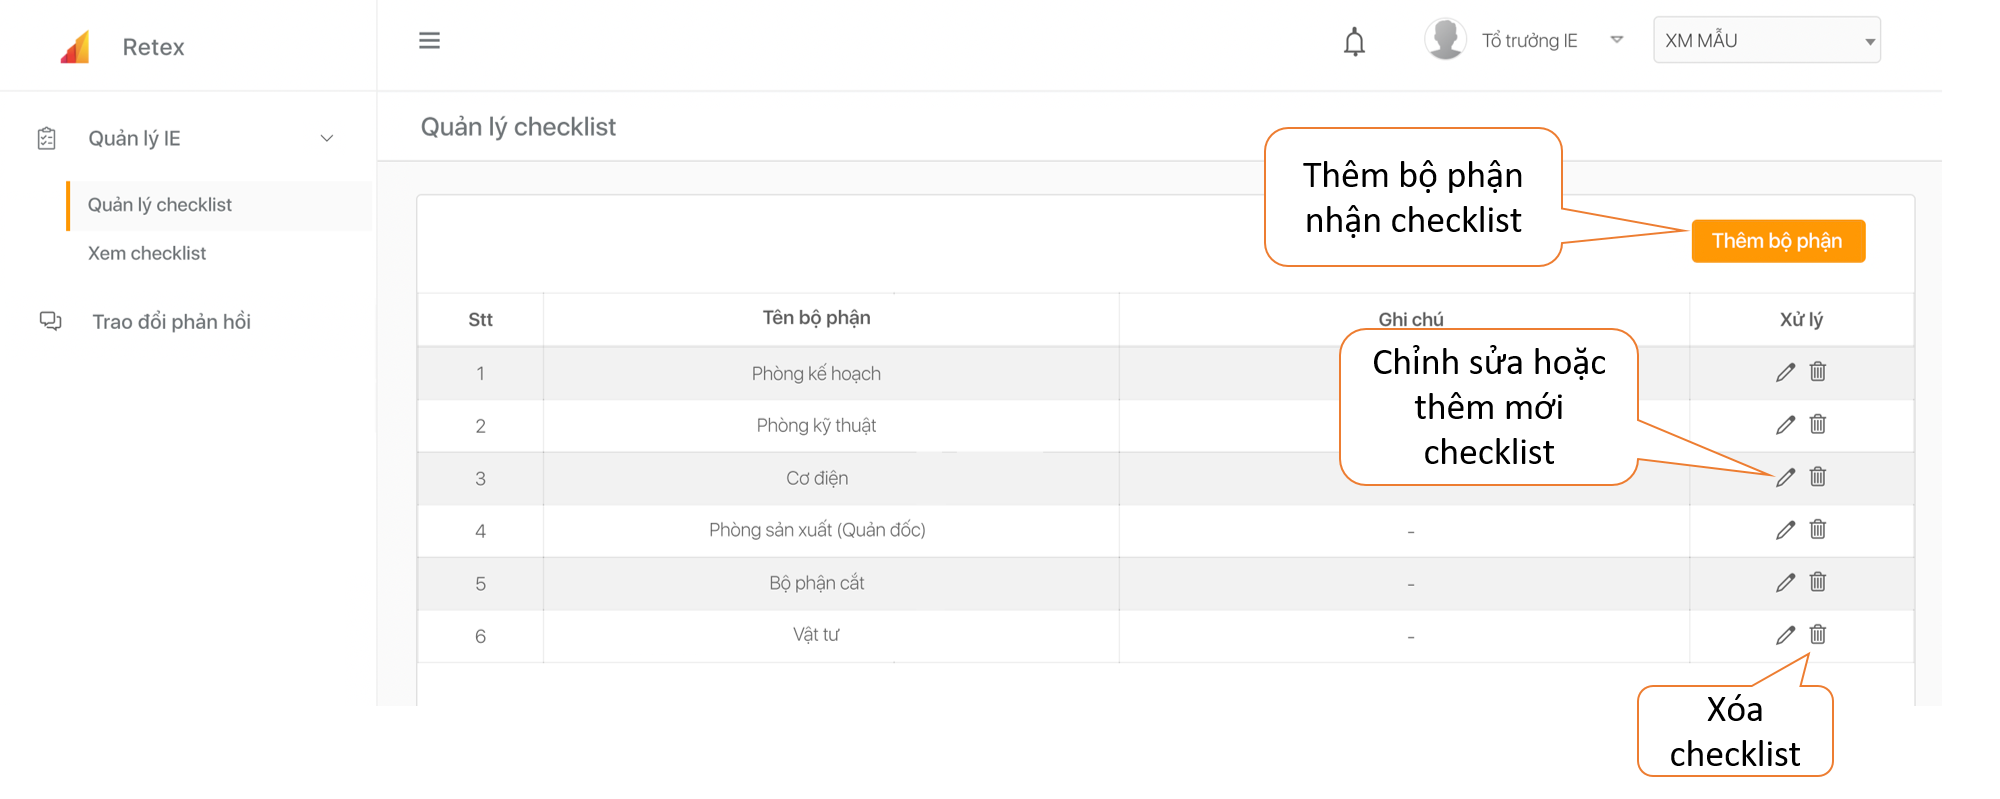 Retex
Tổ trưởng IE
XM MẪU
Quản lý IE
Quản lý checklist
Xem checklist
Trao đổi phản hồi
Quản lý checklist
Thêm bộ phận
nhận checklist
Thêm bộ phận
Stt Tên bộ phận Ghi chú Xử lý
1 Phòng kế hoạch
2 Phòng kỹ thuật
3 Cơ điện
4 Phòng sản xuất (Quản đốc) -
5 Bộ phận cắt -
6 Vật tư -
Chỉnh sửa hoặc
thêm mới
checklist
Xóa
checklist